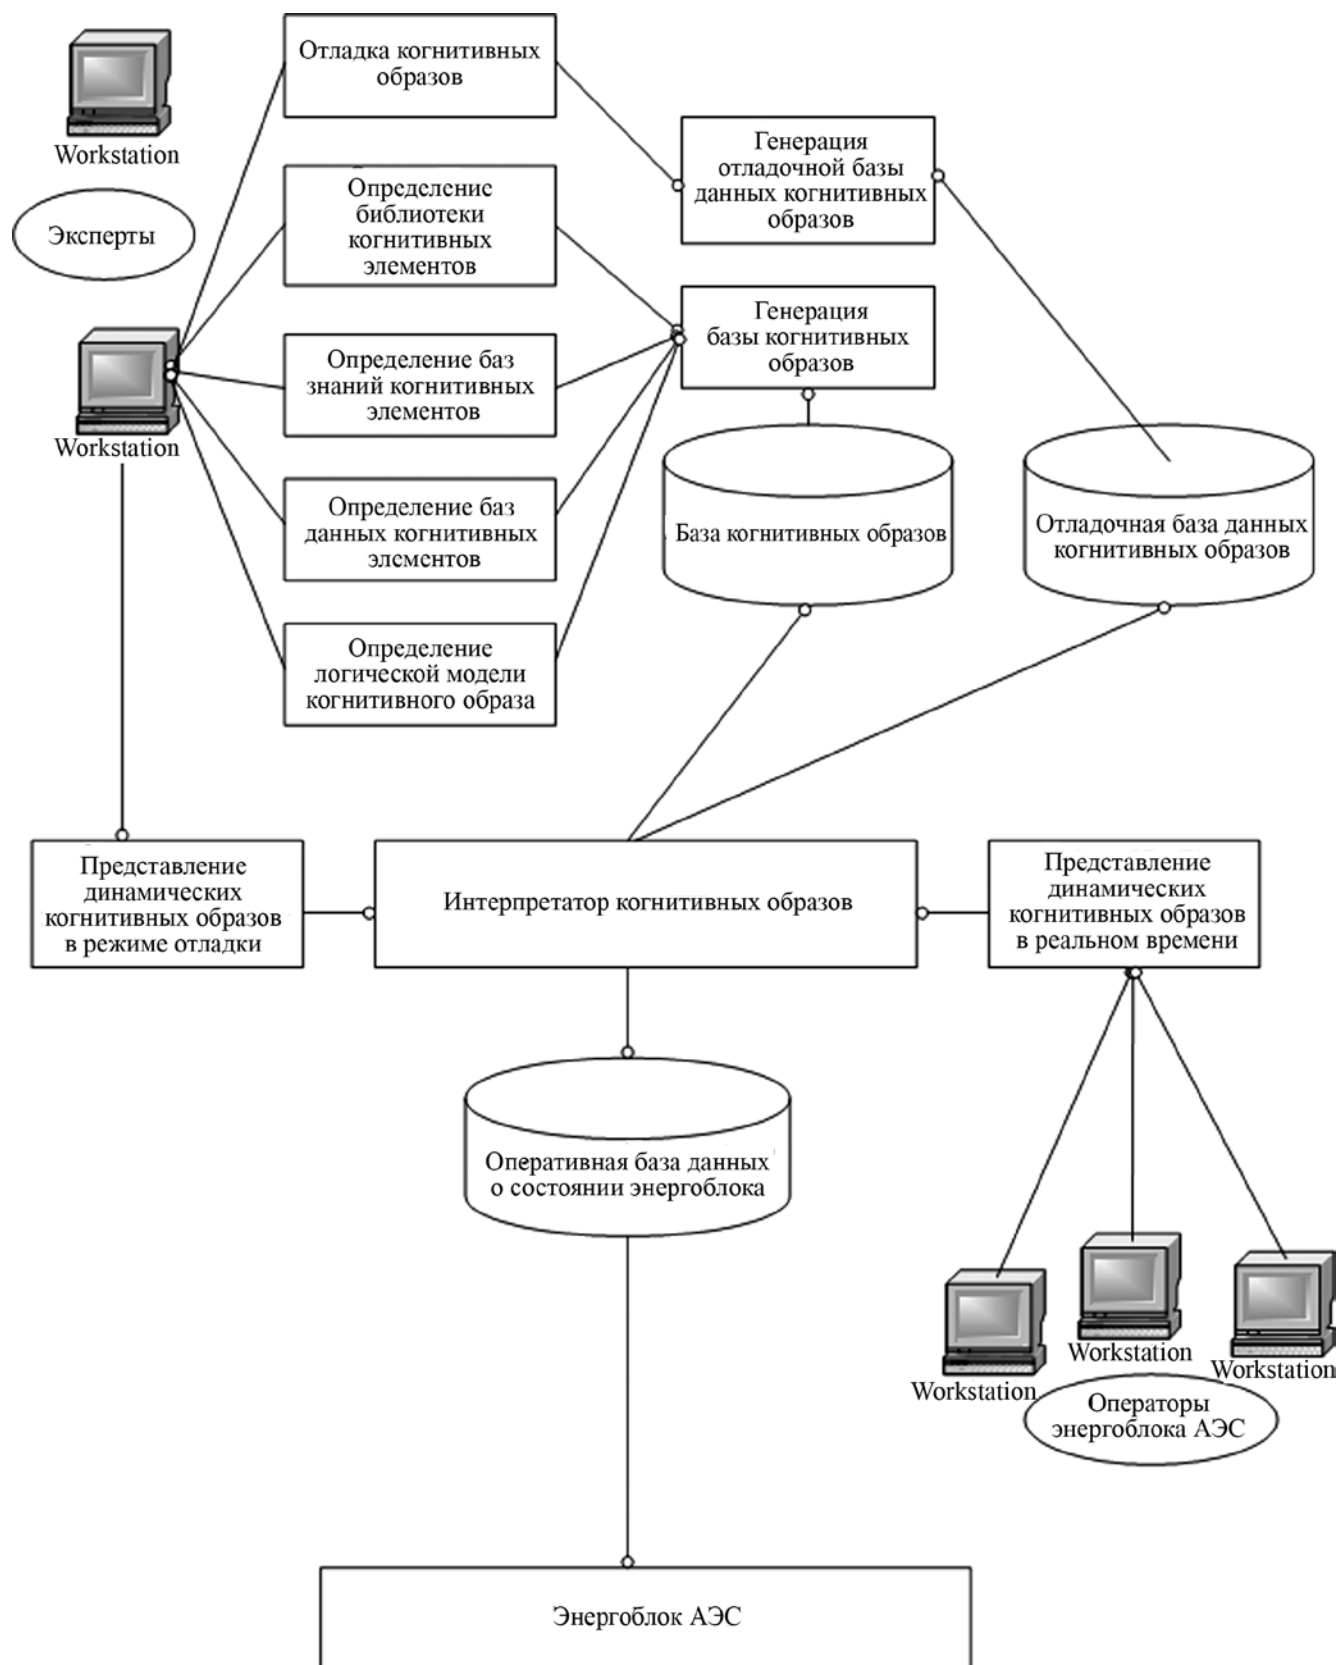 Workstation
Эксперты
Workstation
Отладка когнитивных
образов
Определение
библиотеки
когнитивных
элементов
Определение баз
знаний когнитивных
элементов
Определение баз
данных когнитивных
элементов
Определение
логической модели
когнитивного образа
Генерация
отладочной базы
данных когнитивных
образов
Генерация
базы когнитивных
образов
База когнитивных образов
Отладочная база данных
когнитивных образов
Представление
динамических
когнитивных образов
в режиме отладки
Интерпретатор когнитивных образов
Представление
динамических
когнитивных образов
в реальном времени
Оперативная база данных
о состоянии энергоблока
Workstation
Workstation
Workstation
Операторы
энергоблока АЭС
Энергоблок АЭС